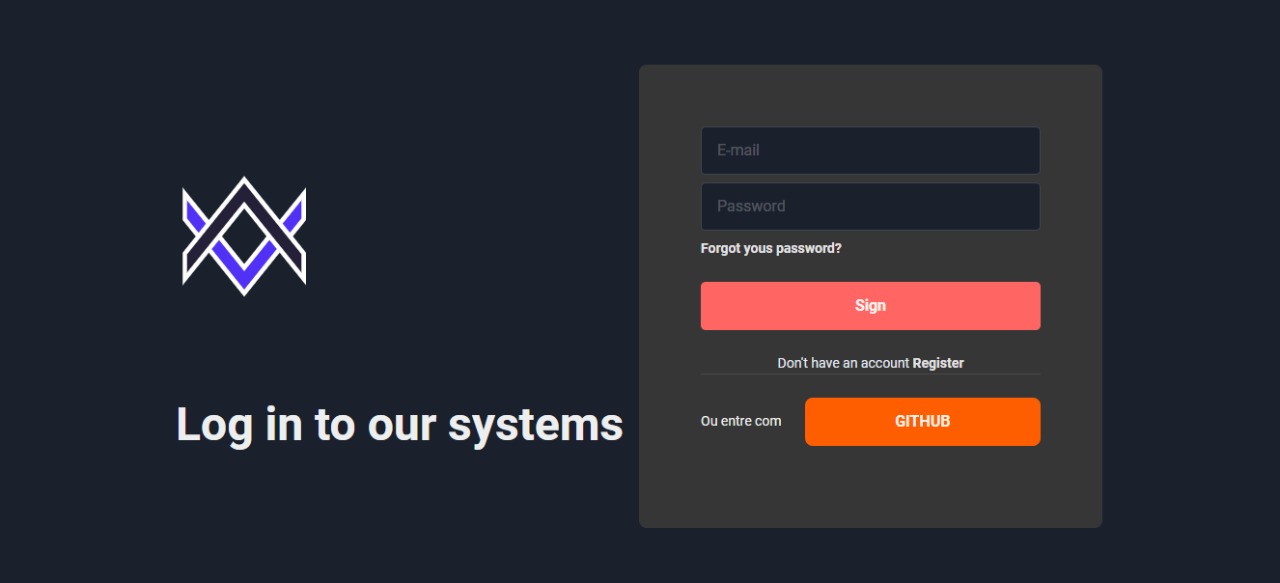 Log in to our systems
E-mail
Password
Forgot yous password?
Sign
Don't have an account Register
Ou entre com GITHUB